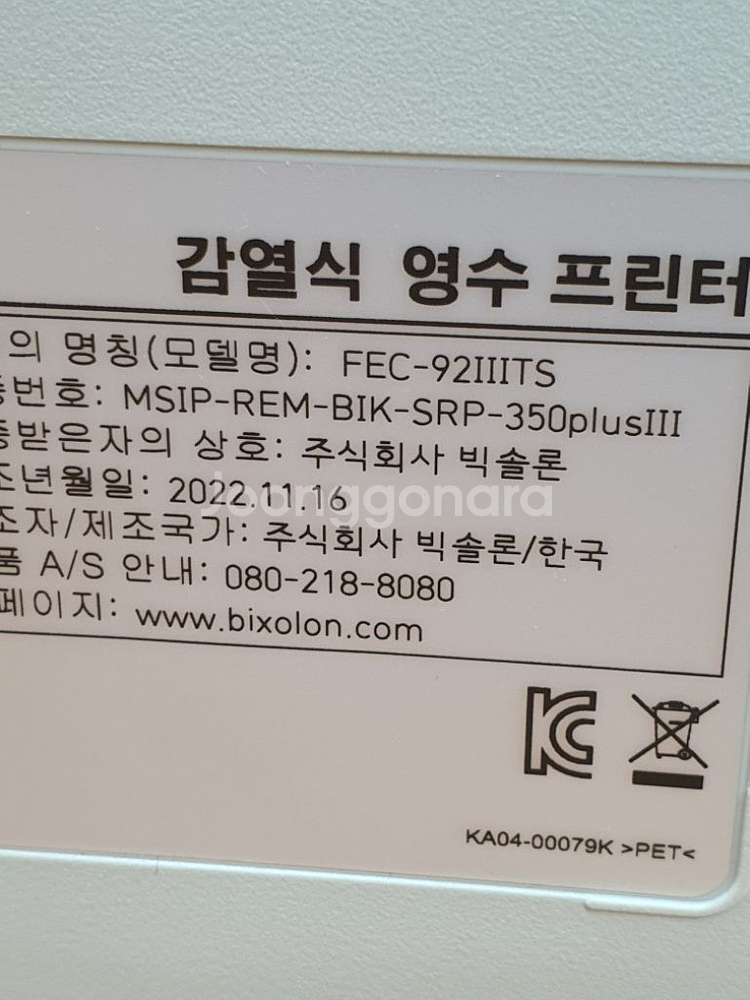 감열식 영수 프린터
의 명칭(모델명): FEC-92IIITS
증번호: MSIP-REM-BIK-SRP-350plusIII
증받은자의 상호: 주식회사 빅솔론
조년월일: 2022.11.16
Joonggonara
조자/제조국가: 주식회사 빅솔론/한국
품 A/S 안내: 080-218-8080
페이지: www.bixolon.com
KC
KA04-00079K >PET<